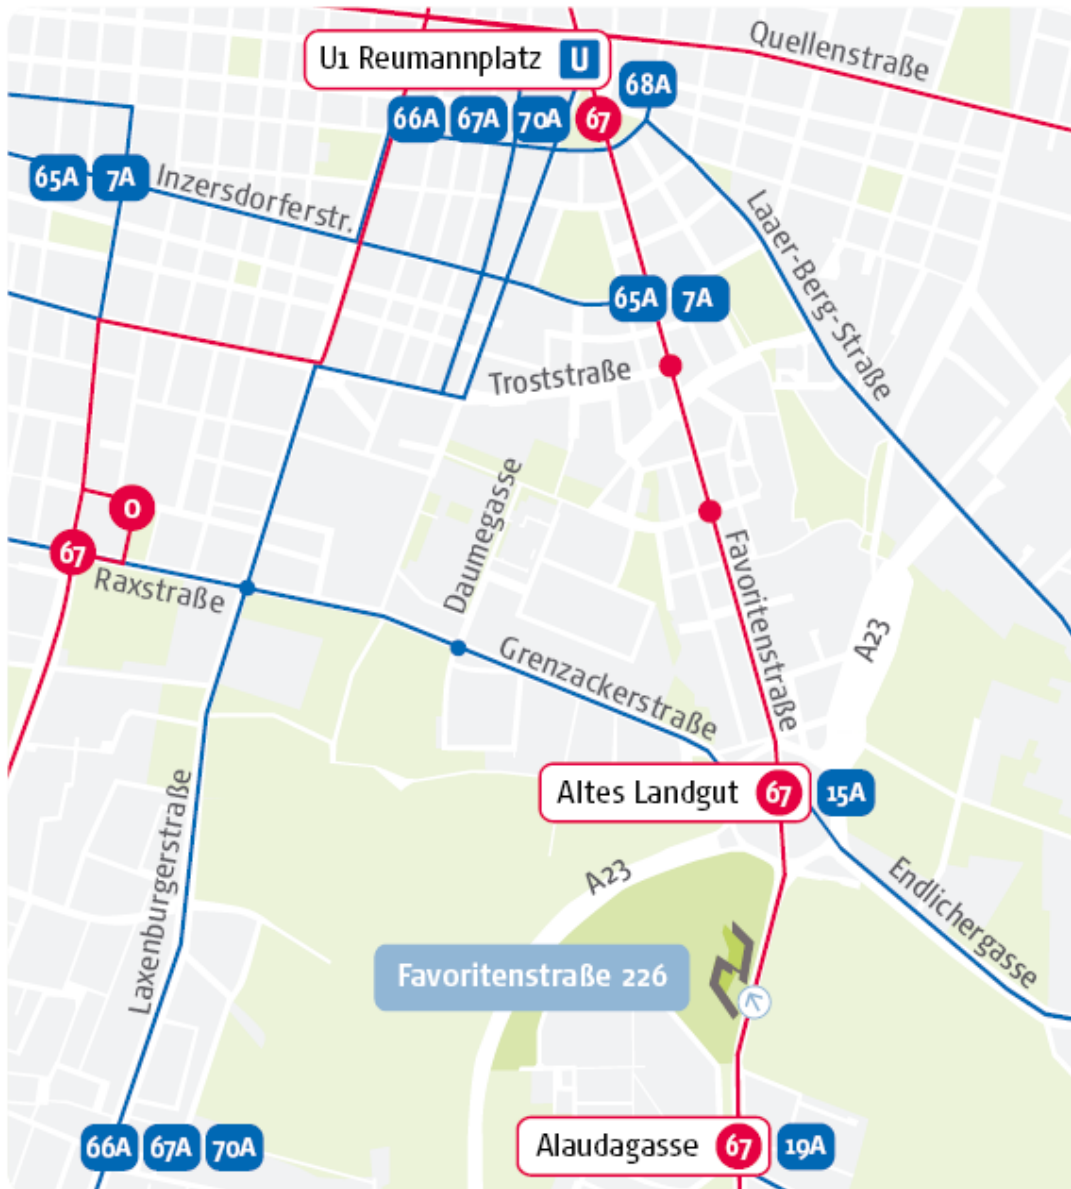 Quellenstraße
U1 Reumannplatz U
68A
66A 67A 70A 67
65A 7A
Inzersdorferstr.
Laaer-Berg-Straße
65A 7A
Troststraße
Daumegasse
O
67
Raxstraße
Favoritenstraße
A23
Grenzackerstraße
Altes Landgut 67 15A
Laxenburgerstraße
A23
Endlichergasse
Favoritenstraße 226
66A 67A 70A
Alaudagasse 67 19A